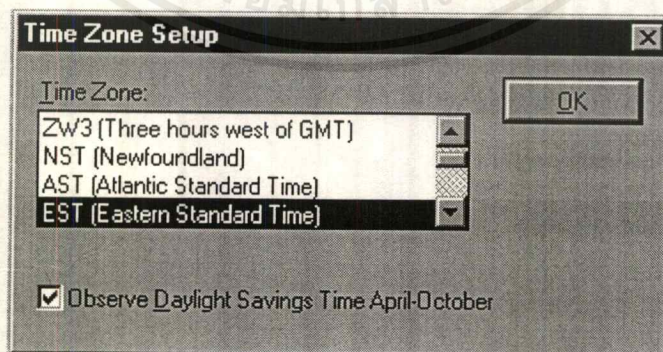 Time Zone Setup
Time Zone:
OK
ZW3 (Three hours west of GMT)
NST (Newfoundland)
AST (Atlantic Standard Time)
EST (Eastern Standard Time)
Observe Daylight Savings Time April-October